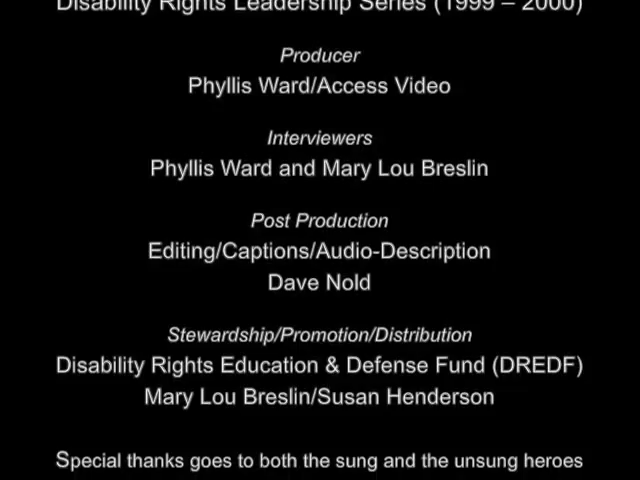 Disability Rights Leadership Series (1999 – 2000)
Producer
Phyllis Ward/Access Video
Interviewers
Phyllis Ward and Mary Lou Breslin
Post Production
Editing/Captions/Audio-Description
Dave Nold
Stewardship/Promotion/Distribution
Disability Rights Education & Defense Fund (DREDF)
Mary Lou Breslin/Susan Henderson
Special thanks goes to both the sung and the unsung heroes